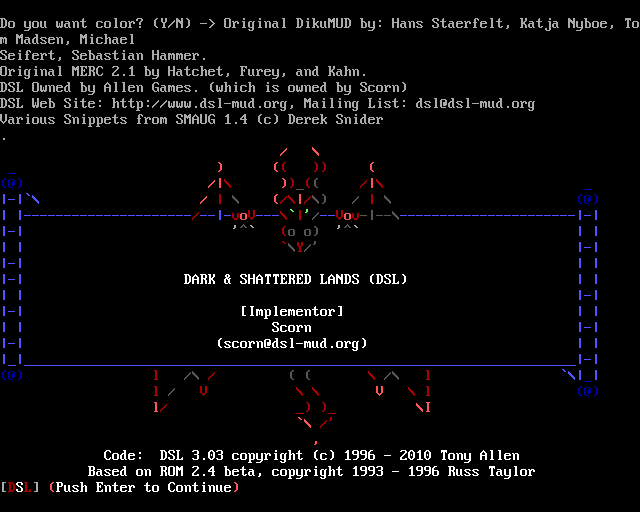 Do you want color? (Y/N) -> Original DikuMUD by: Hans Staerfelt, Katja Nyboe, To
m Madsen, Michael
Seifert, Sebastian Hammer.
Original MERC 2.1 by Hatchet, Furey, and Kahn.
DSL Owned by Allen Games. (which is owned by Scorn)
DSL Web Site: http://www.dsl-mud.org, Mailing List: dsl@dsl-mud.org
Various Snippets from SMAUG 1.4 (c) Derek Snider
.
DARK & SHATTERED LANDS (DSL)
[Implementor]
Scorn
(scorn@dsl-mud.org)
Code:  DSL 3.03 copyright (c) 1996 - 2010 Tony Allen
Based on ROM 2.4 beta, copyright 1993 - 1996 Russ Taylor
[DSL] (Push Enter to Continue)